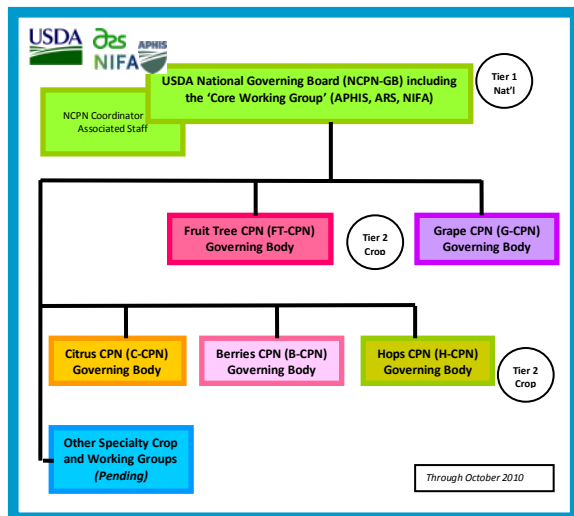 USDA
ars
APHIS
NIFA
USDA National Governing Board (NCPN-GB) including
the ‘Core Working Group’ (APHIS, ARS, NIFA)
Tier 1
Nat'l
NCPN Coordinator
Associated Staff
Fruit Tree CPN (FT-CPN)
Governing Body
Tier 2
Crop
Grape CPN (G-CPN)
Governing Body
Citrus CPN (C-CPN)
Governing Body
Berries CPN (B-CPN)
Governing Body
Hops CPN (H-CPN)
Governing Body
Tier 2
Crop
Other Specialty Crop
and Working Groups
(Pending)
Through October 2010